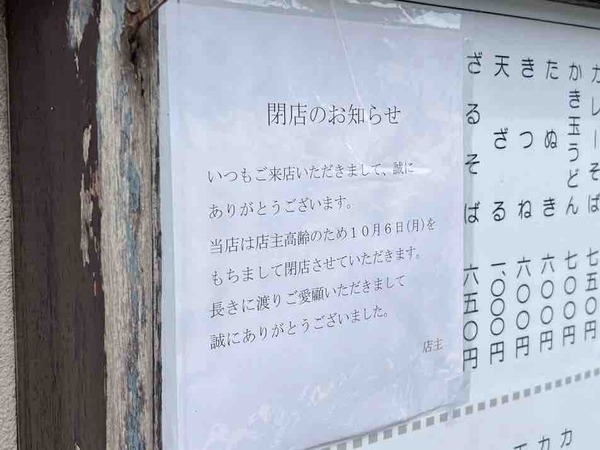 閉店のお知らせ
いつもご来店いただきまして、誠に
ありがとうございます。
当店は店主高齢のため10月6日(月)を
もちまして閉店させていただきます。
長きに渡りご愛顧いただきまして
誠にありがとうございました。
店主
カレーそば 七五〇円
かき玉うどん 七〇〇円
たぬき 六〇〇円
きつね 六〇〇円
天ざる 一、〇〇〇円
ざるそば 六五〇円